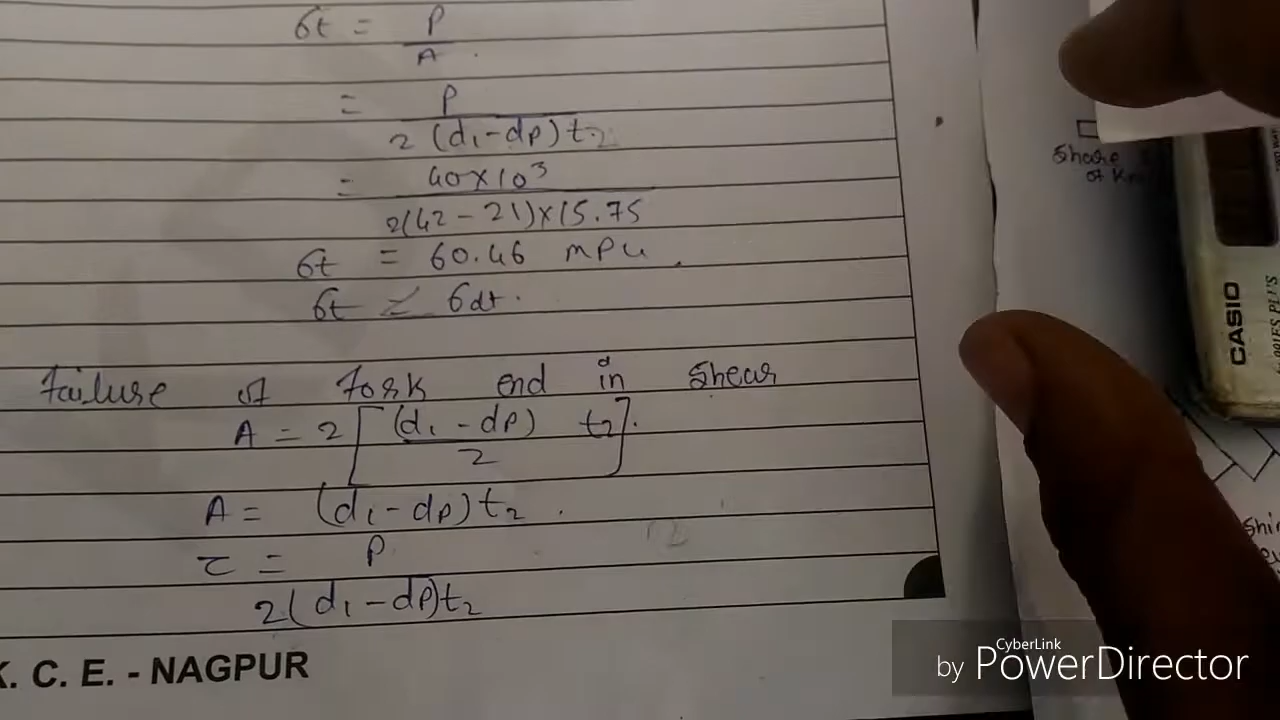 σt = P
A.
= P
2 (d1-dp) t2
= 40×10³
2(42-21)×15.75
σt = 60.46 mpa.
σt < σdt.
Failure of Fork end in Shear
A = 2[(d1-dp) t2].
2
A = (d1-dp)t2.
τ = P
2(d1-dp)t2
K. C. E. - NAGPUR
Share
of
CASIO
CyberLink
by PowerDirector